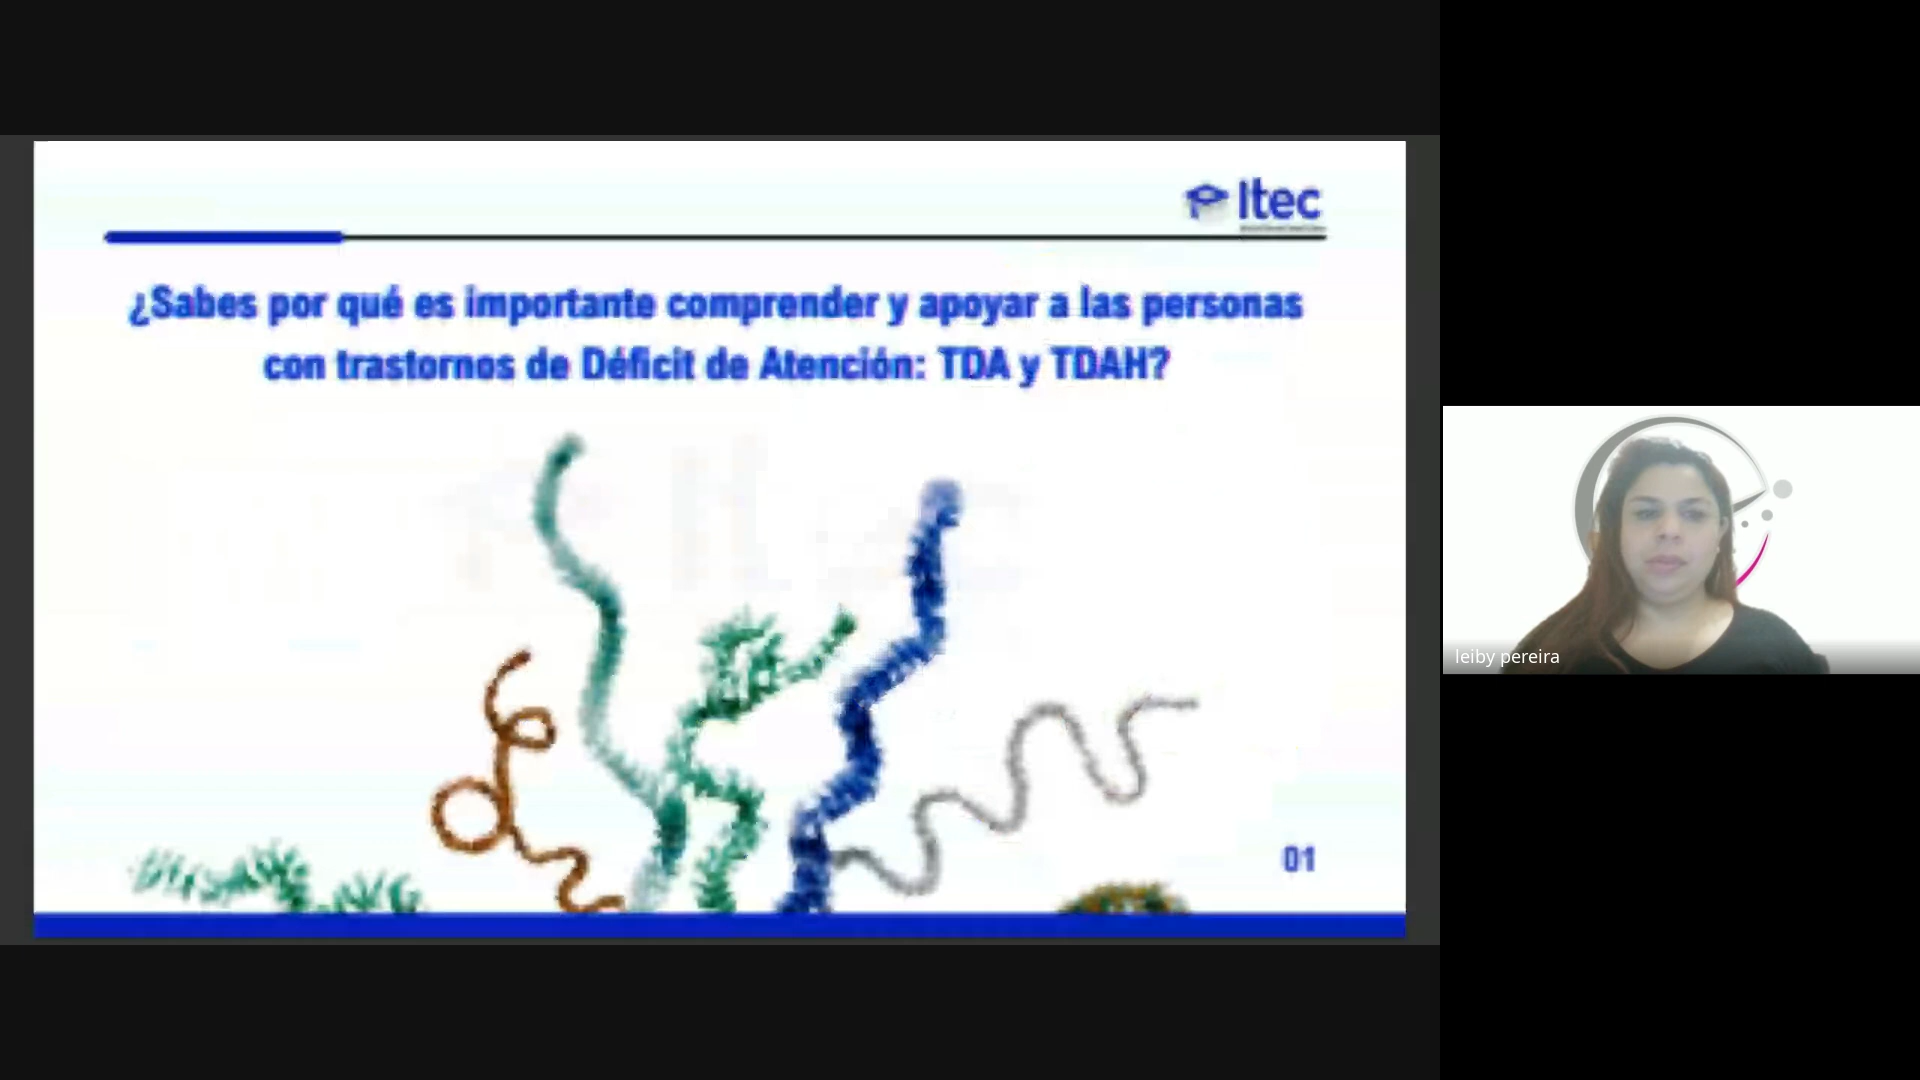 Itec
¿Sabes por qué es importante comprender y apoyar a las personas
con trastornos de Déficit de Atención: TDA y TDAH?
01
leiby pereira